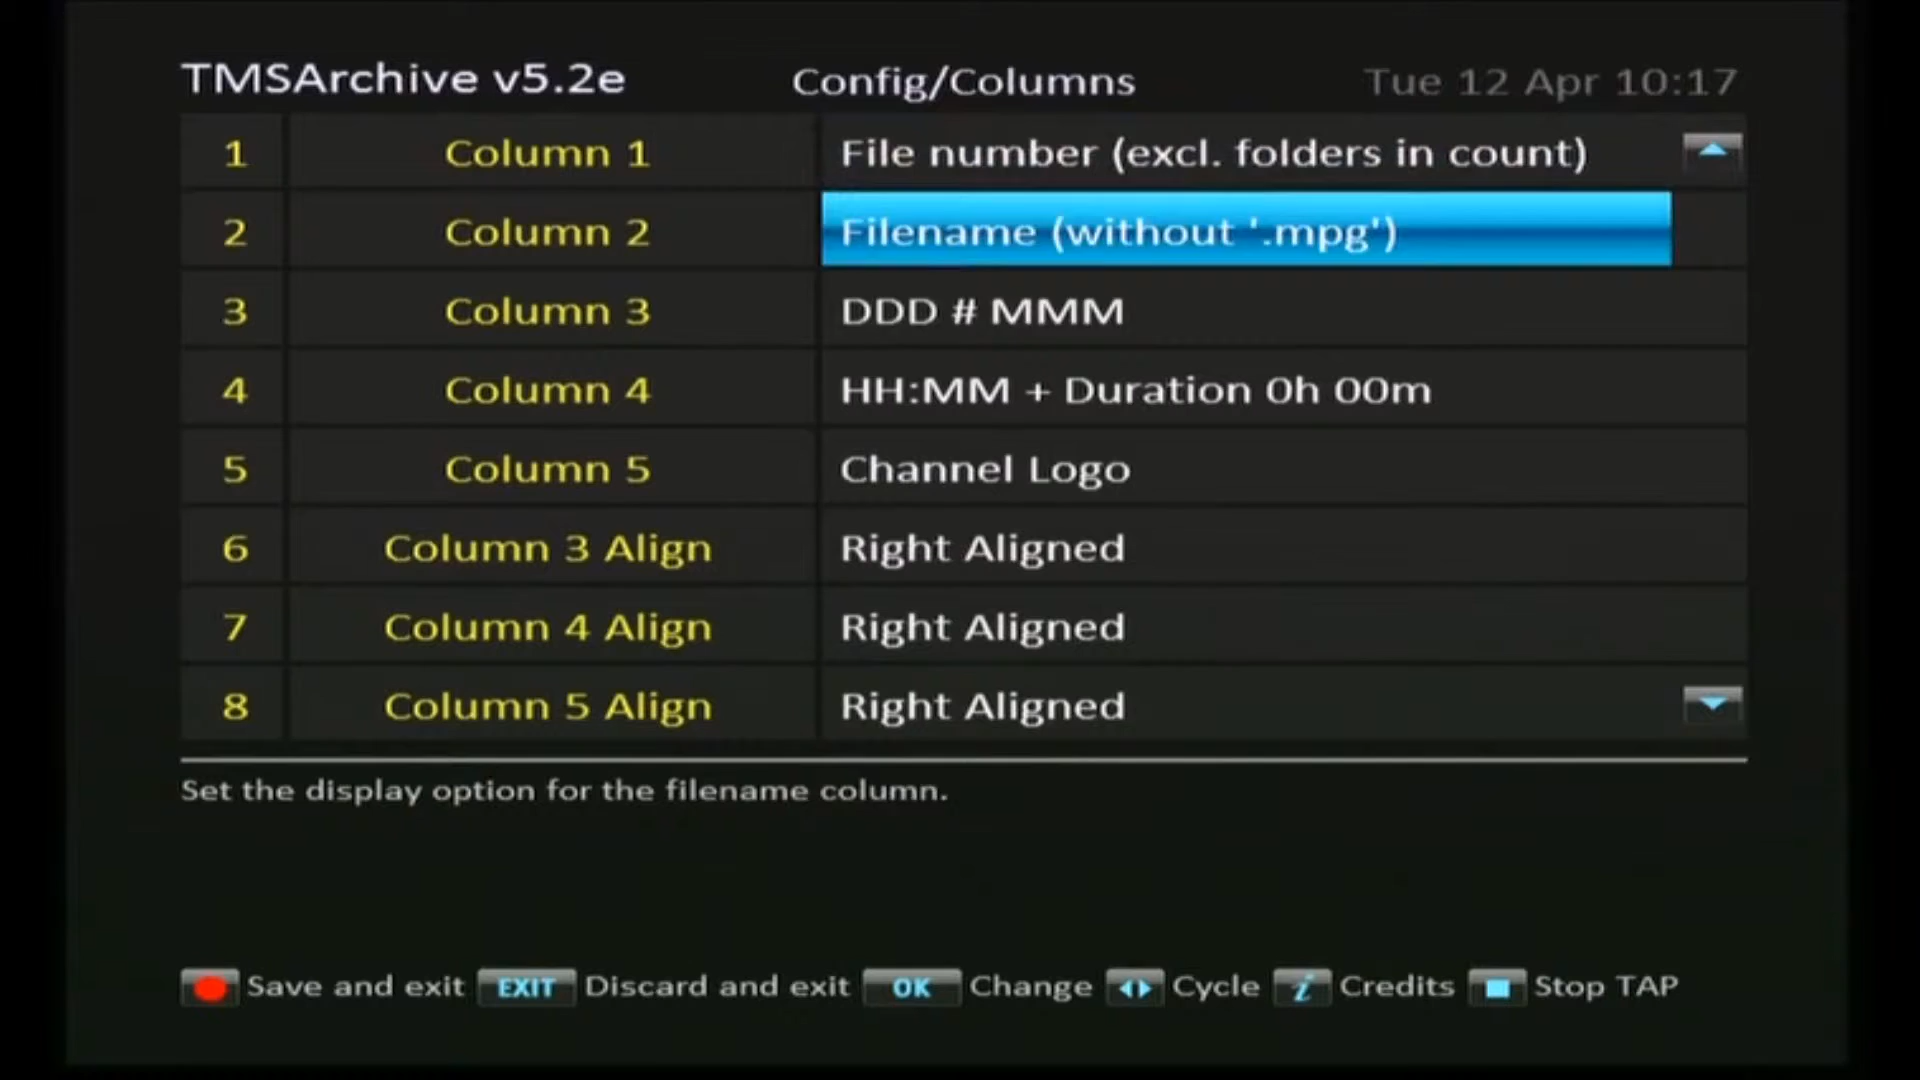 TMSArchive v5.2e Config/Columns Tue 12 Apr 10:17
1 Column 1 File number (excl. folders in count)
2 Column 2 Filename (without '.mpg')
3 Column 3 DDD # MMM
4 Column 4 HH:MM + Duration 0h 00m
5 Column 5 Channel Logo
6 Column 3 Align Right Aligned
7 Column 4 Align Right Aligned
8 Column 5 Align Right Aligned
Set the display option for the filename column.
Save and exit EXIT Discard and exit OK Change Cycle i Credits Stop TAP